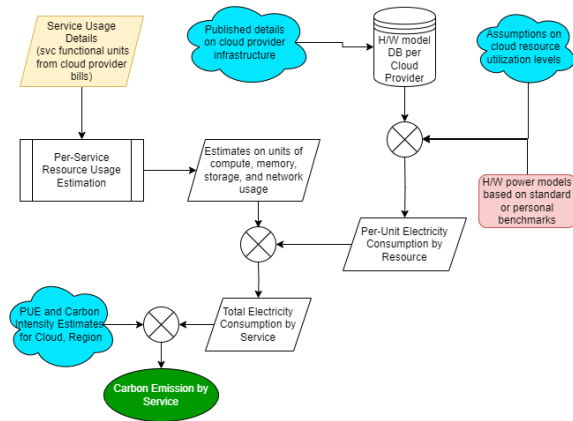 Service Usage
Details
(svc functional units
from cloud provider
bills)
Published details
on cloud provider
infrastructure
H/W model
DB per
Cloud
Provider
Assumptions on
cloud resource
utilization levels
Per-Service
Resource Usage
Estimation
Estimates on units
of compute, memory,
storage, and network
usage
H/W power models
based on standard
or personal
benchmarks
Per-Unit Electricity
Consumption by
Resource
PUE and Carbon
Intensity Estimates
for Cloud, Region
Total Electricity
Consumption by
Service
Carbon Emission by
Service